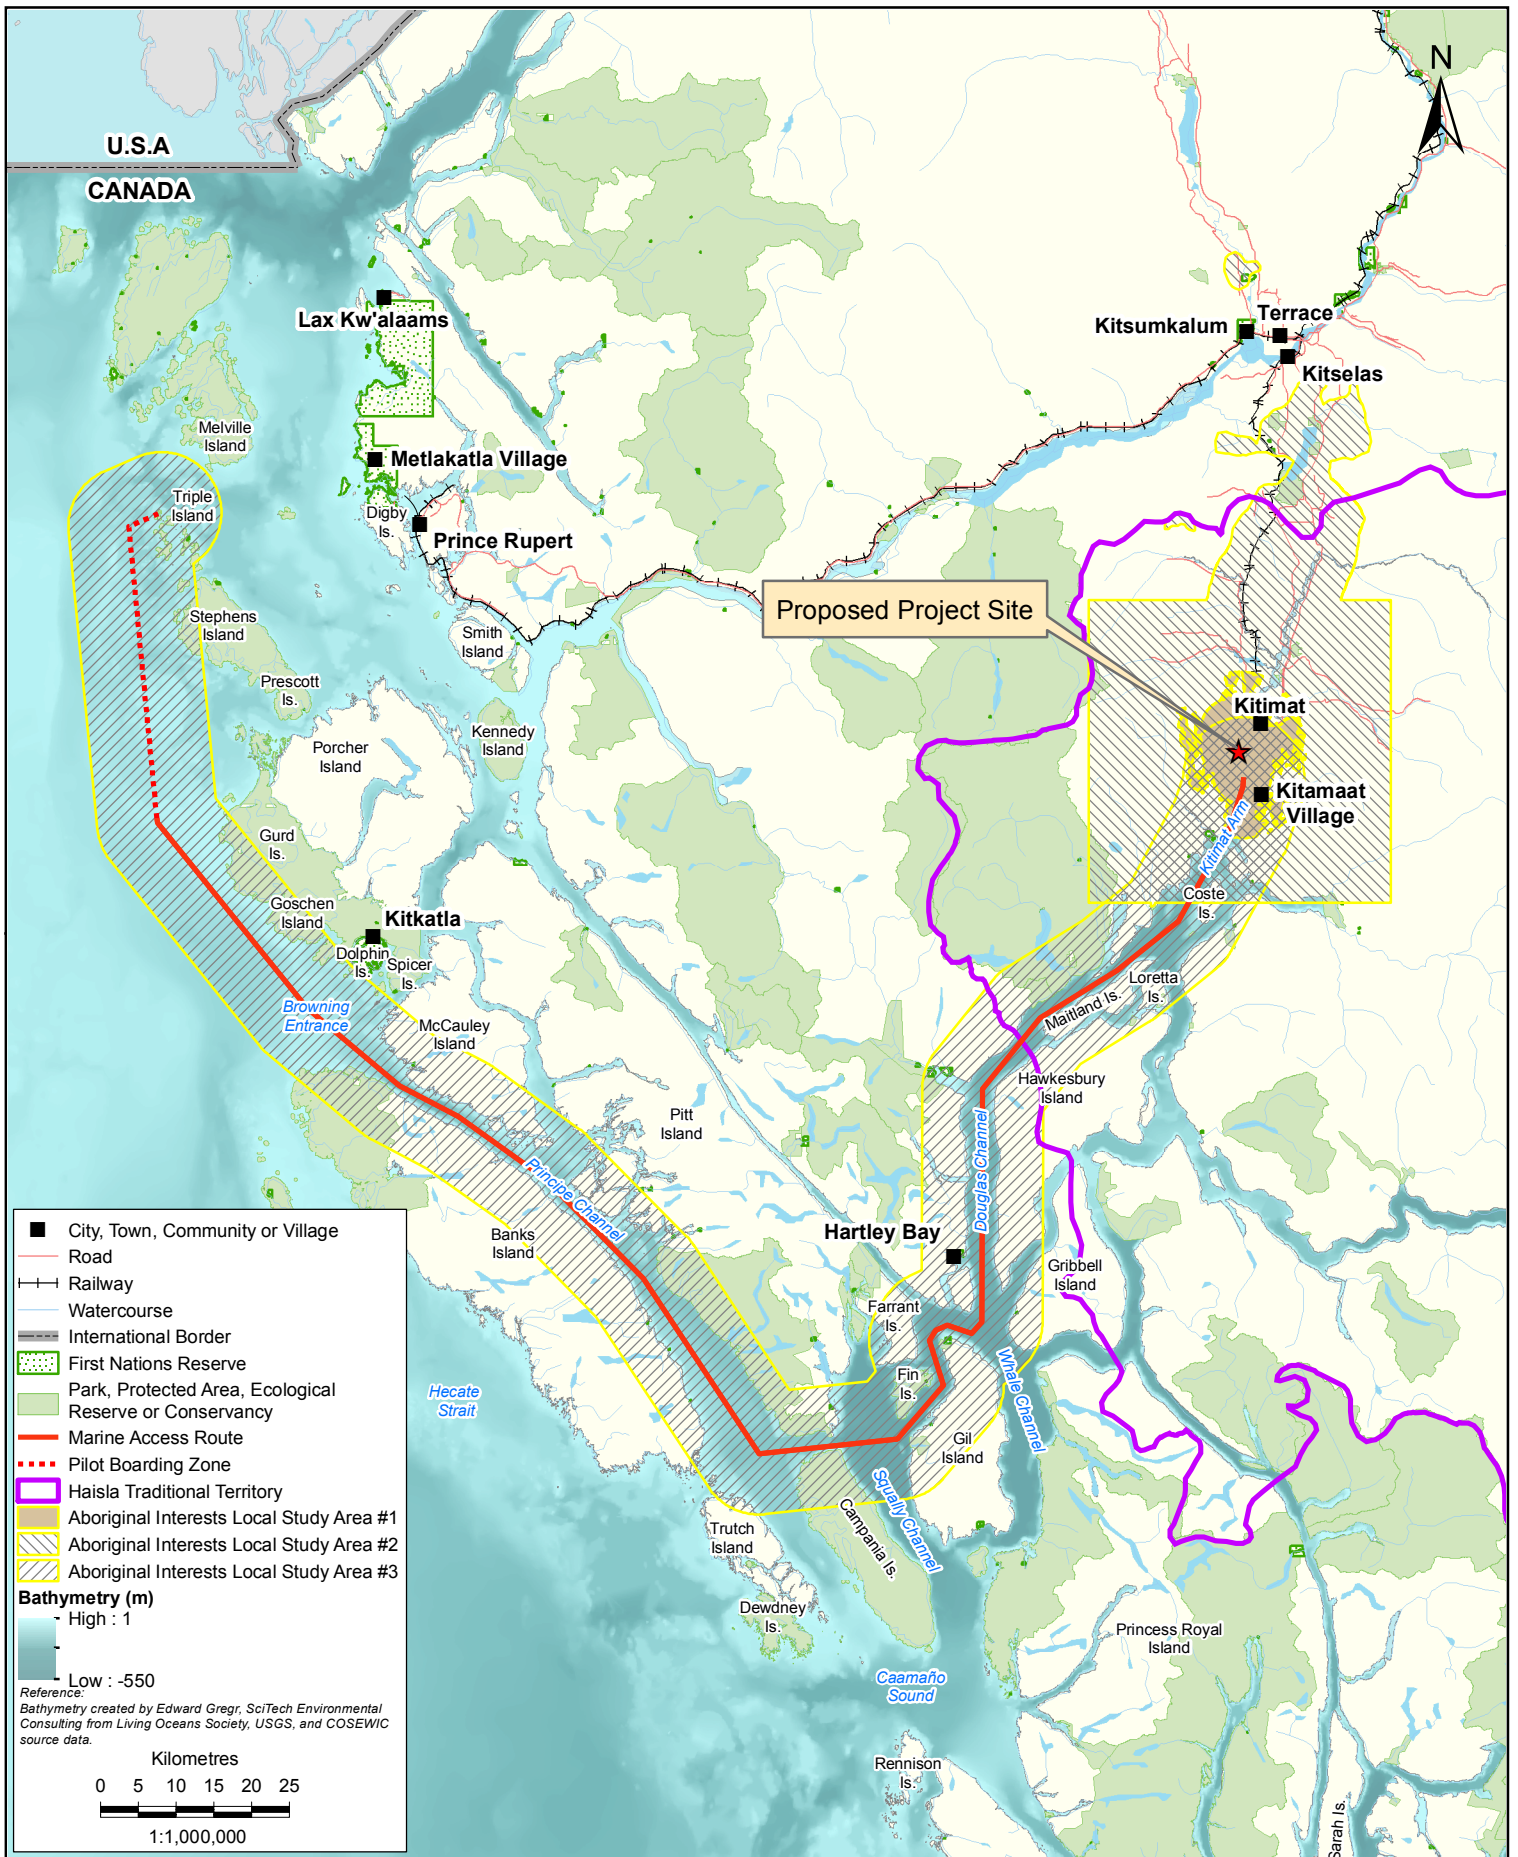 N
U.S.A
CANADA
Lax Kw'alaams
Kitsumkalum
Terrace
Kitselas
Melville
Island
Metlakatla Village
Triple
Island
Digby
Is.
Prince Rupert
Proposed Project Site
Stephens
Island
Smith
Island
Prescott
Is.
Kitimat
Kennedy
Island
Porcher
Island
Kitamaat
Village
Kitimat Arm
Gurd
Is.
Goschen
Island
Kitkatla
Coste
Is.
Dolphin
Is.
Spicer
Is.
Loretta
Is.
Maitland Is.
Browning
Entrance
McCauley
Island
Hawkesbury
Island
Pitt
Island
Principe Channel
Douglas Channel
Banks
Island
Hartley Bay
Gribbell
Island
Farrant
Is.
Fin
Is.
Whale Channel
Hecate
Strait
Gil
Island
Squally Channel
Campania Is.
Trutch
Island
Dewdney
Is.
Princess Royal
Island
Caamaño
Sound
Rennison
Is.
Sarah Is.
City, Town, Community or Village
Road
Railway
Watercourse
International Border
First Nations Reserve
Park, Protected Area, Ecological
Reserve or Conservancy
Marine Access Route
Pilot Boarding Zone
Haisla Traditional Territory
Aboriginal Interests Local Study Area #1
Aboriginal Interests Local Study Area #2
Aboriginal Interests Local Study Area #3
Bathymetry (m)
High : 1
Low : -550
Reference:
Bathymetry created by Edward Gregr, SciTech Environmental
Consulting from Living Oceans Society, USGS, and COSEWIC
source data.
Kilometres
0 5 10 15 20 25
1:1,000,000